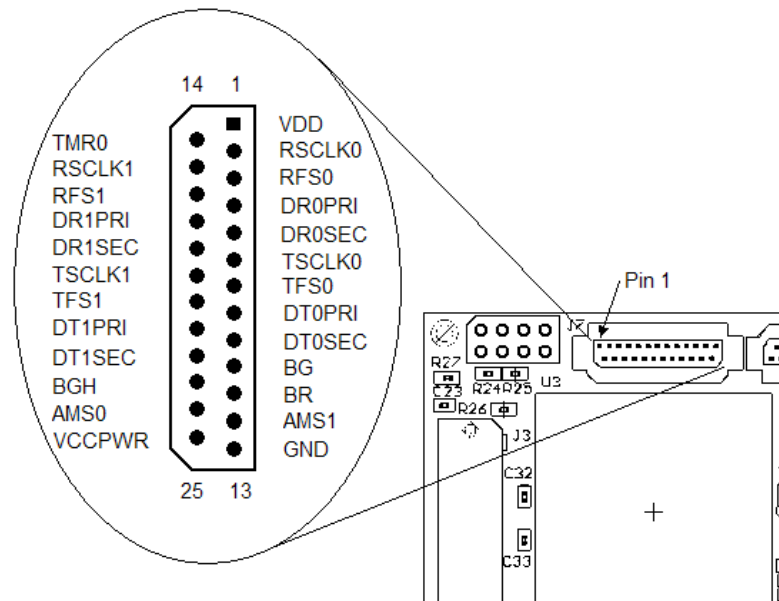 14 1
TMR0
RSCLK1
RFS1
DR1PRI
DR1SEC
TSCLK1
TFS1
DT1PRI
DT1SEC
BGH
AMS0
VCCPWR
VDD
RSCLK0
RFS0
DR0PRI
DR0SEC
TSCLK0
TFS0
DT0PRI
DT0SEC
BG
BR
AMS1
GND
25 13
Pin 1
R27
C23
R24R25
U3
R26
J3
C32
C33